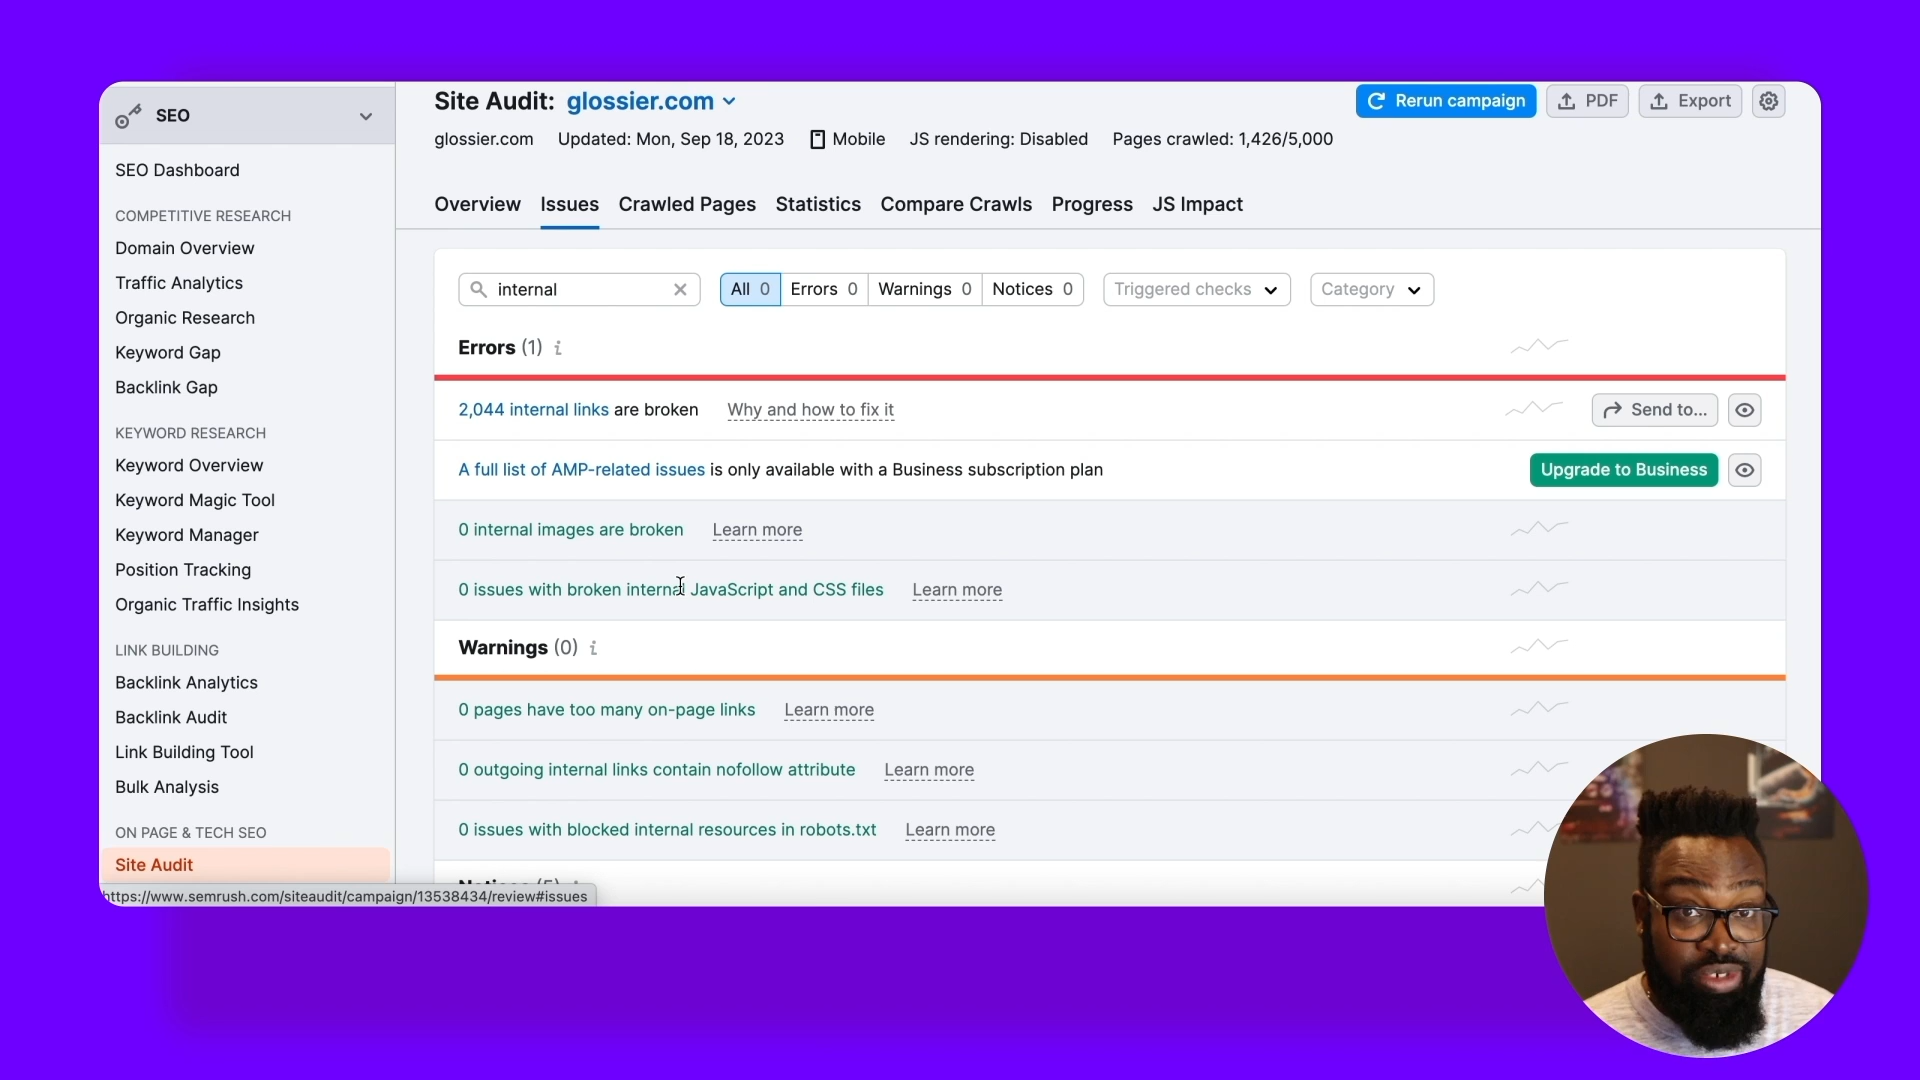 SEO
SEO Dashboard
COMPETITIVE RESEARCH
Domain Overview
Traffic Analytics
Organic Research
Keyword Gap
Backlink Gap
KEYWORD RESEARCH
Keyword Overview
Keyword Magic Tool
Keyword Manager
Position Tracking
Organic Traffic Insights
LINK BUILDING
Backlink Analytics
Backlink Audit
Link Building Tool
Bulk Analysis
ON PAGE & TECH SEO
Site Audit
https://www.semrush.com/siteaudit/campaign/13538434/review#issues
Site Audit: glossier.com
Rerun campaign PDF Export
glossier.com Updated: Mon, Sep 18, 2023 Mobile JS rendering: Disabled Pages crawled: 1,426/5,000
Overview Issues Crawled Pages Statistics Compare Crawls Progress JS Impact
internal All 0 Errors 0 Warnings 0 Notices 0 Triggered checks Category
Errors (1)
2,044 internal links are broken Why and how to fix it Send to...
A full list of AMP-related issues is only available with a Business subscription plan Upgrade to Business
0 internal images are broken Learn more
0 issues with broken internal JavaScript and CSS files Learn more
Warnings (0)
0 pages have too many on-page links Learn more
0 outgoing internal links contain nofollow attribute Learn more
0 issues with blocked internal resources in robots.txt Learn more
Notices (5)